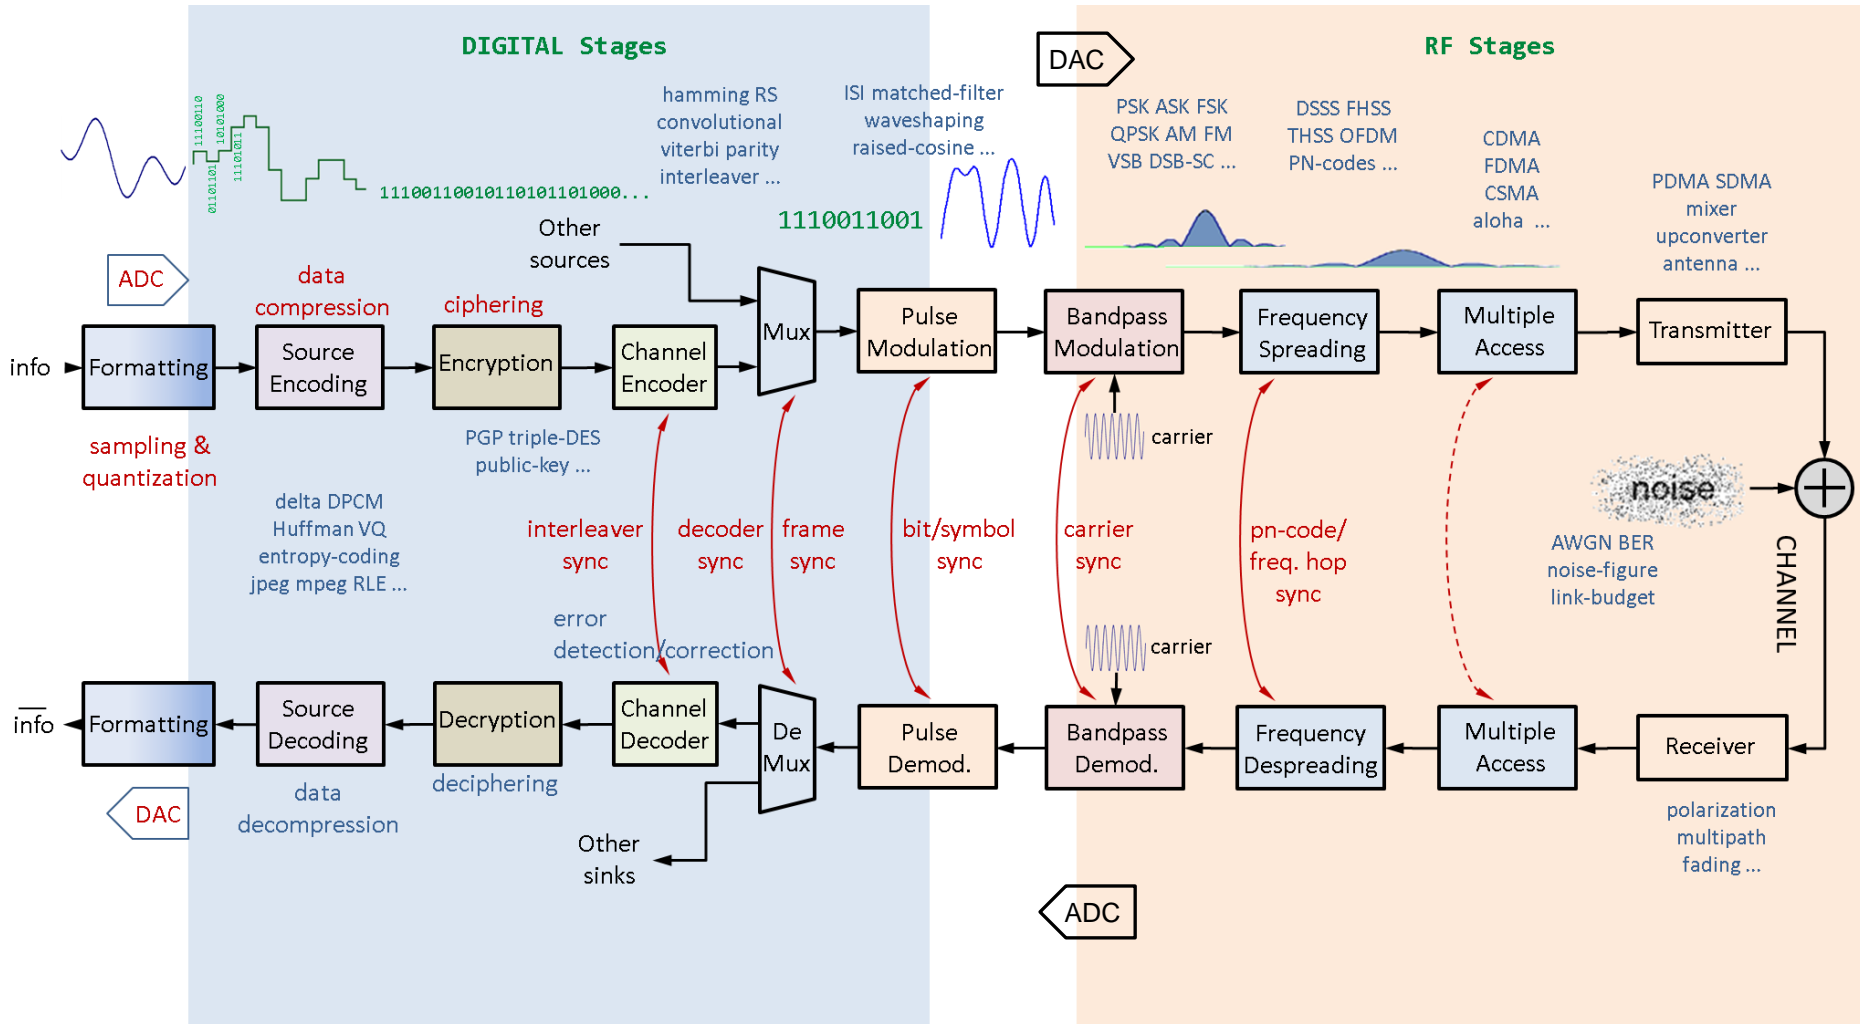 DIGITAL Stages
DAC
RF Stages
11100110
10101000
01101101
11101011
11100110010110101101101000...
hamming RS
convolutional
viterbi parity
interleaver ...
ISI matched-filter
waveshaping
raised-cosine ...
1110011001
PSK ASK FSK
QPSK AM FM
VSB DSB-SC ...
DSSS FHSS
THSS OFDM
PN-codes ...
CDMA
FDMA
CSMA
aloha ...
PDMA SDMA
mixer
upconverter
antenna ...
ADC
data
compression
ciphering
Other
sources
info
Formatting
Source
Encoding
Encryption
Channel
Encoder
Mux
Pulse
Modulation
Bandpass
Modulation
Frequency
Spreading
Multiple
Access
Transmitter
sampling &
quantization
PGP triple-DES
public-key ...
carrier
delta DPCM
Huffman VQ
entropy-coding
jpeg mpeg RLE ...
interleaver
sync
decoder
sync
frame
sync
bit/symbol
sync
carrier
sync
pn-code/
freq. hop
sync
noise
AWGN BER
noise-figure
link-budget
CHANNEL
error
detection/correction
carrier
info
Formatting
Source
Decoding
Decryption
Channel
Decoder
De
Mux
Pulse
Demod.
Bandpass
Demod.
Frequency
Despreading
Multiple
Access
Receiver
DAC
data
decompression
deciphering
Other
sinks
polarization
multipath
fading ...
ADC